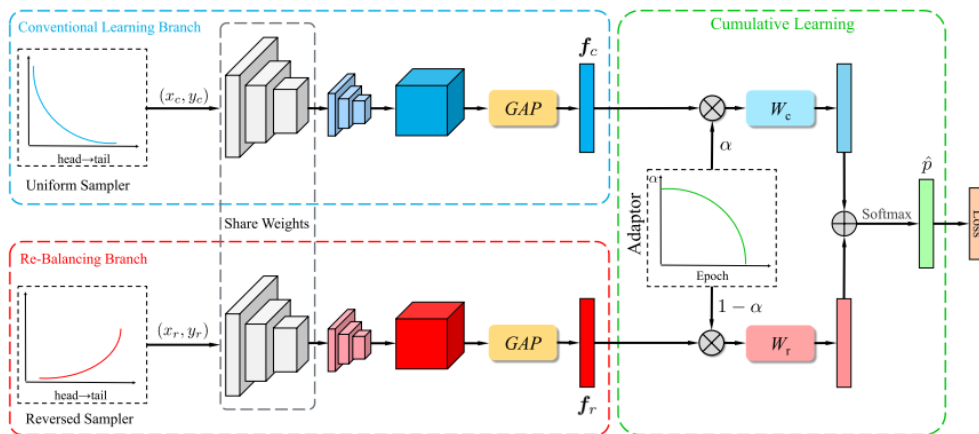 Conventional Learning Branch
Cumulative Learning
f_c
(x_c, y_c)
GAP
W_c
head→tail
Uniform Sampler
α
α
p̂
Share Weights
Adaptor
Softmax
Loss
Re-Balancing Branch
Epoch
1 − α
(x_r, y_r)
GAP
W_r
head→tail
Reversed Sampler
f_r